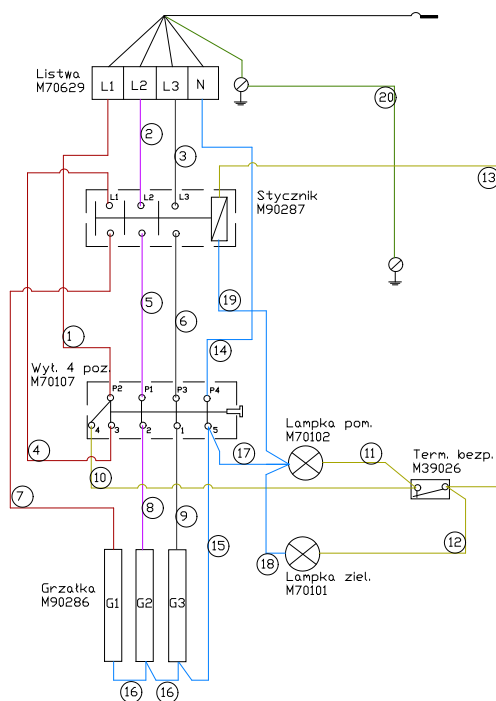 Listwa
M70629
L1 L2 L3 N
2
3
20
13
L1 L2 L3
Stycznik
M90287
5
19
6
1
14
Wył. 4 poz.
M70107
P2 P1 P3 P4
4 3 2 1 5
4
17
Lampka pom.
M70102
11
Term. bezp.
M39026
10
7
8
9
15
12
18
Lampka ziel.
M70101
Grzałka
M90286
G1 G2 G3
16 16